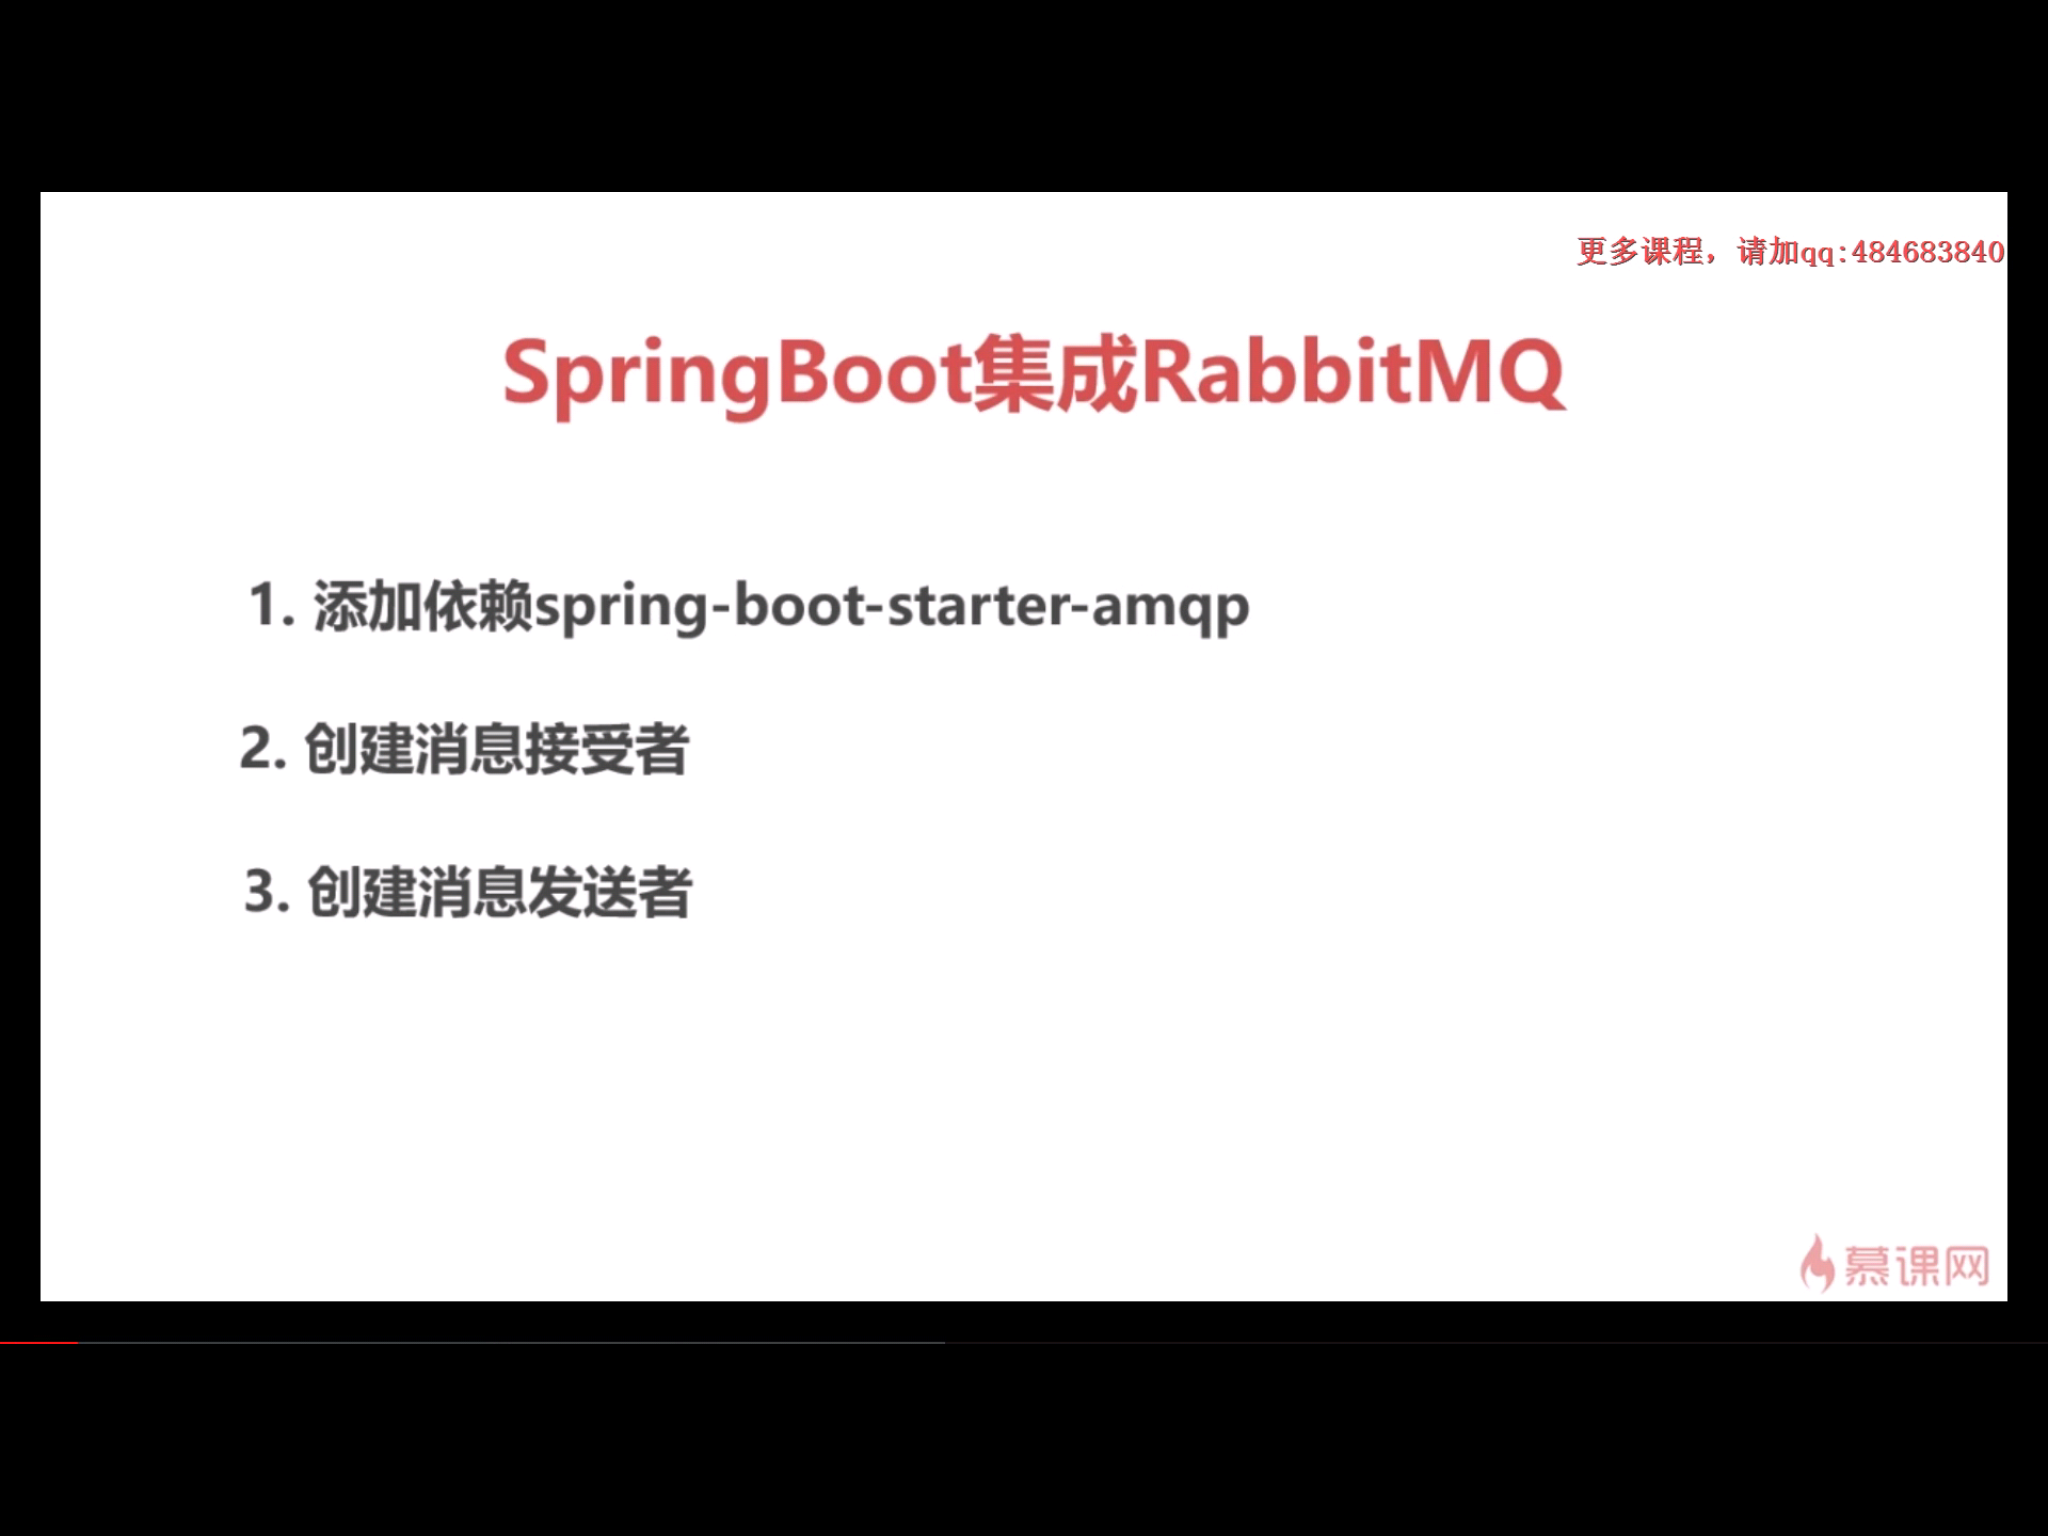 更多课程，请加qq:484683840
SpringBoot集成RabbitMQ
1. 添加依赖spring-boot-starter-amqp
2. 创建消息接受者
3. 创建消息发送者
慕课网